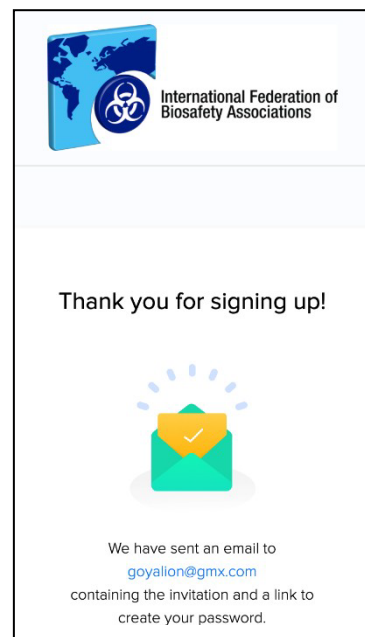 International Federation of
Biosafety Associations
Thank you for signing up!
We have sent an email to
goyalion@gmx.com
containing the invitation and a link to
create your password.